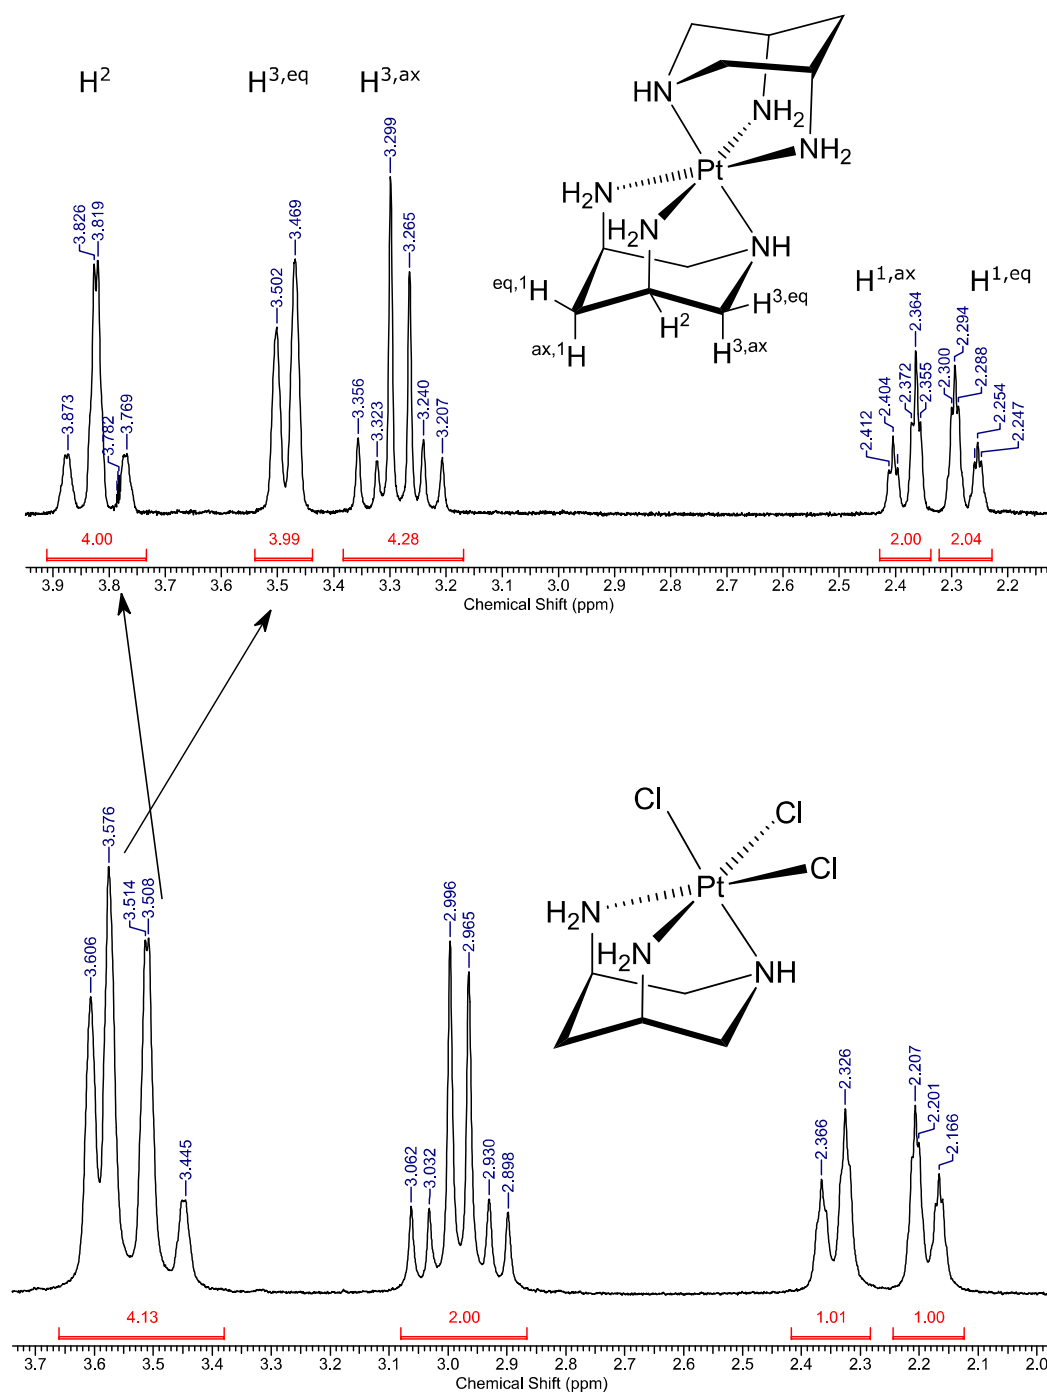 H2 H3,eq H3,ax
3.873
3.826
3.819
3.782
3.769
3.502
3.469
3.356
3.323
3.299
3.265
3.240
3.207
HN
NH2
NH2
Pt
H2N
H2N
NH
eq,1H
ax,1H
H2
H3,eq
H3,ax
H1,ax H1,eq
2.412
2.404
2.372
2.364
2.355
2.300
2.294
2.288
2.254
2.247
4.00 3.99 4.28 2.00 2.04
3.9 3.8 3.7 3.6 3.5 3.4 3.3 3.2 3.1 3.0 2.9 2.8 2.7 2.6 2.5 2.4 2.3 2.2
Chemical Shift (ppm)
3.606
3.576
3.514
3.508
3.445
3.062
3.032
2.996
2.965
2.930
2.898
Cl
Cl
Cl
Pt
H2N
H2N
NH
2.366
2.326
2.207
2.201
2.166
4.13 2.00 1.01 1.00
3.7 3.6 3.5 3.4 3.3 3.2 3.1 3.0 2.9 2.8 2.7 2.6 2.5 2.4 2.3 2.2 2.1 2.0
Chemical Shift (ppm)